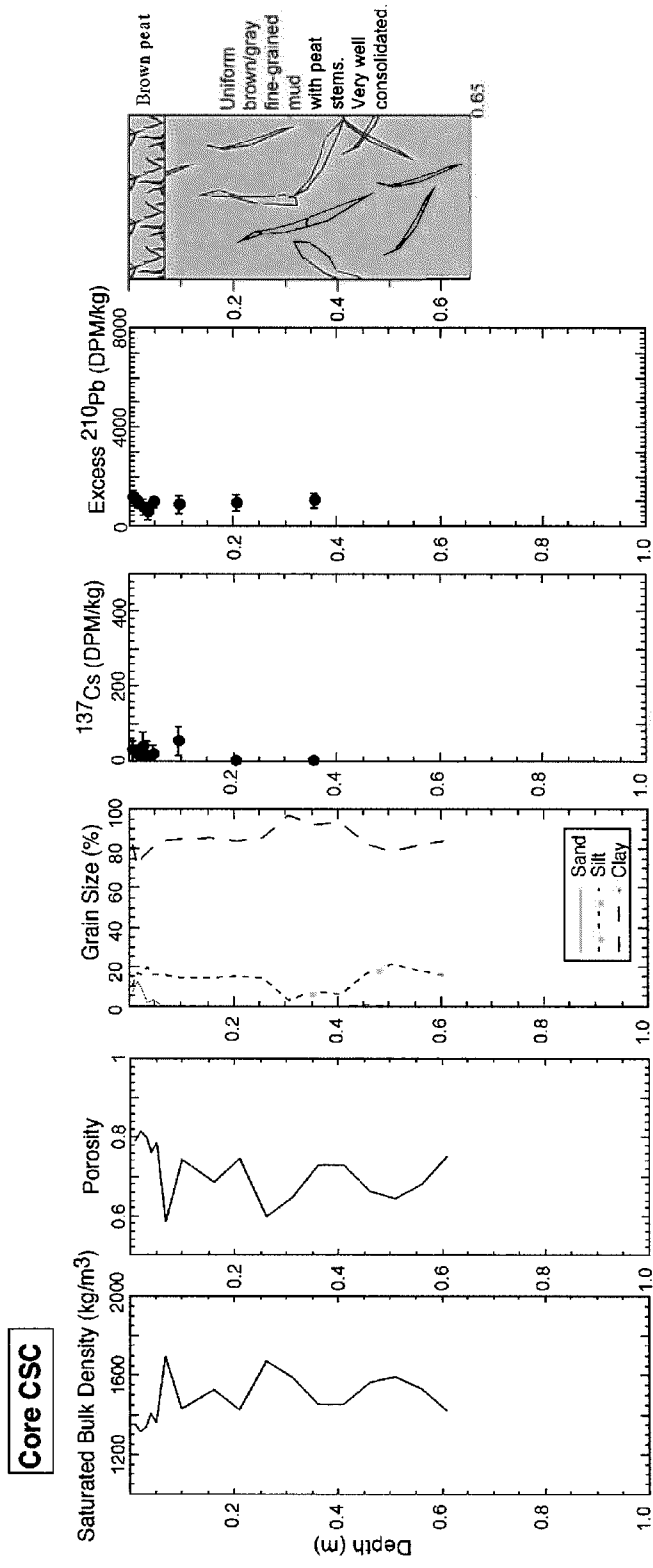 Core CSC
Saturated Bulk Density (kg/m³)
1200
1600
2000
Depth (m)
0.2
0.4
0.6
0.8
1.0
Porosity
0.6
0.8
1
0.2
0.4
0.6
0.8
1.0
Grain Size (%)
0
20
40
60
80
100
0.2
0.4
0.6
0.8
1.0
Sand
Silt
Clay
¹³⁷Cs (DPM/kg)
0
200
400
0.2
0.4
0.6
0.8
1.0
Excess ²¹⁰Pb (DPM/kg)
0
4000
8000
0.2
0.4
0.6
0.8
1.0
0.2
0.4
0.6
Brown peat
Uniform
brown/gray
fine-grained
mud
with peat
stems.
Very well
consolidated.
0.65